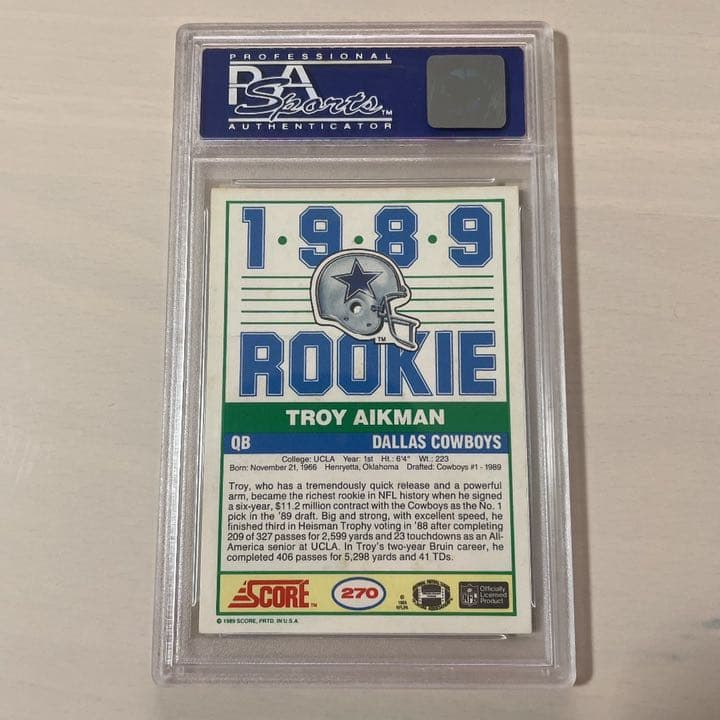 PROFESSIONAL
PSA
Sports™
AUTHENTICATOR
1·9·8·9
TM
ROOKIE
TROY AIKMAN
QB DALLAS COWBOYS
College: UCLA Year: 1st Ht.: 6'4" Wt.: 223
Born: November 21, 1966 Henryetta, Oklahoma Drafted: Cowboys #1 - 1989
Troy, who has a tremendously quick release and a powerful
arm, became the richest rookie in NFL history when he signed
a six-year, $11.2 million contract with the Cowboys as the No. 1
pick in the '89 draft. Big and strong, with excellent speed, he
finished third in Heisman Trophy voting in '88 after completing
209 of 327 passes for 2,599 yards and 23 touchdowns as an All-
America senior at UCLA. In Troy's two-year Bruin career, he
completed 406 passes for 5,298 yards and 41 TDs.
SCORE™ 270
©
1989
NFLPA
NFL
Officially
Licensed
Product
© 1989 SCORE, PRTD. IN U.S.A